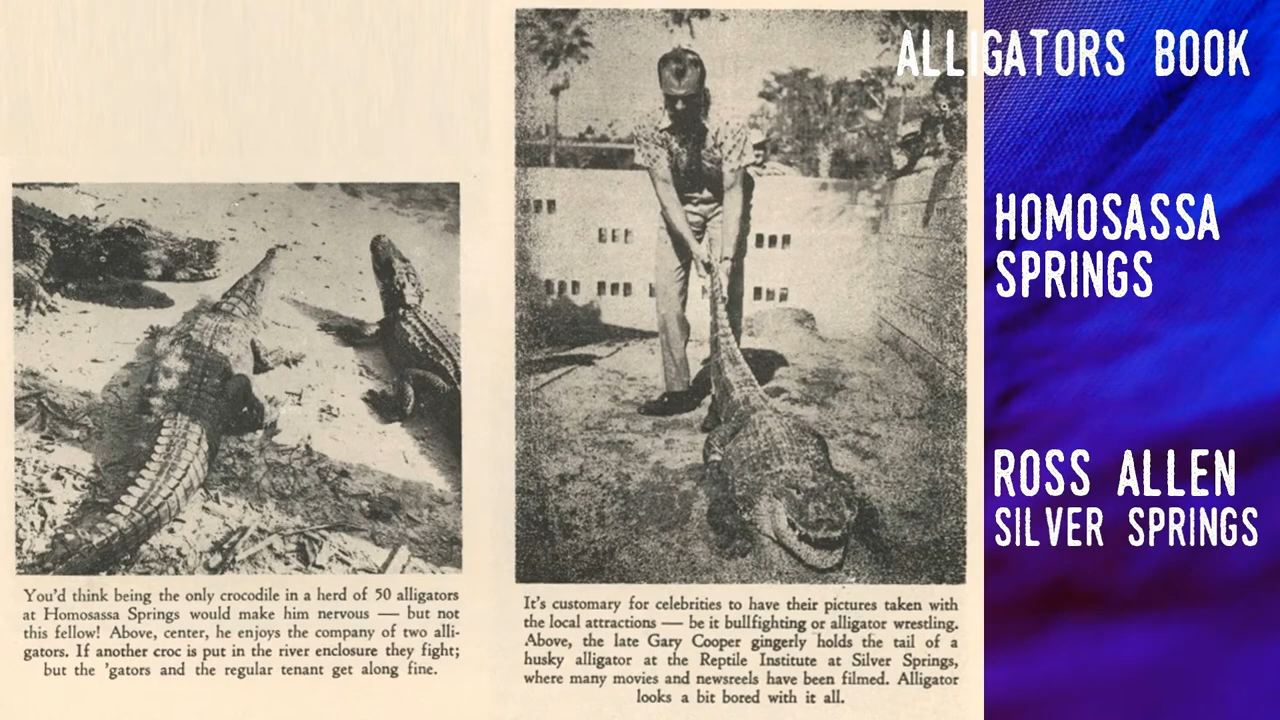 You'd think being the only crocodile in a herd of 50 alligators
at Homosassa Springs would make him nervous — but not
this fellow! Above, center, he enjoys the company of two alli-
gators. If another croc is put in the river enclosure they fight;
but the 'gators and the regular tenant get along fine.
It's customary for celebrities to have their pictures taken with
the local attractions — be it bullfighting or alligator wrestling.
Above, the late Gary Cooper gingerly holds the tail of a
husky alligator at the Reptile Institute at Silver Springs,
where many movies and newsreels have been filmed. Alligator
looks a bit bored with it all.
ALLIGATORS BOOK
HOMOSASSA
SPRINGS
ROSS ALLEN
SILVER SPRINGS